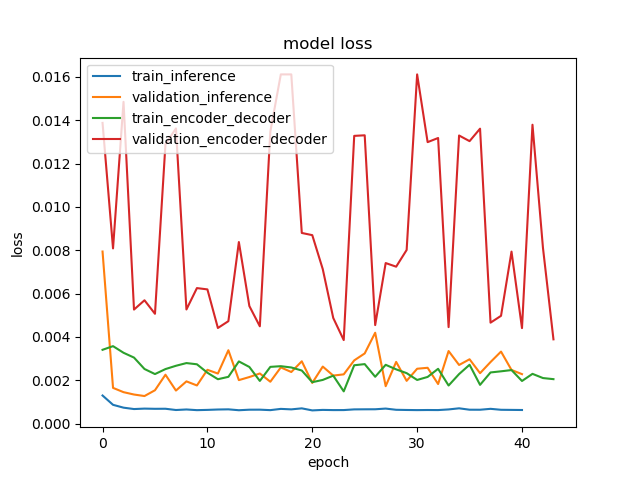 model loss
train_inference
validation_inference
train_encoder_decoder
validation_encoder_decoder
0.016
0.014
0.012
0.010
0.008
0.006
0.004
0.002
0.000
loss
0 10 20 30 40
epoch